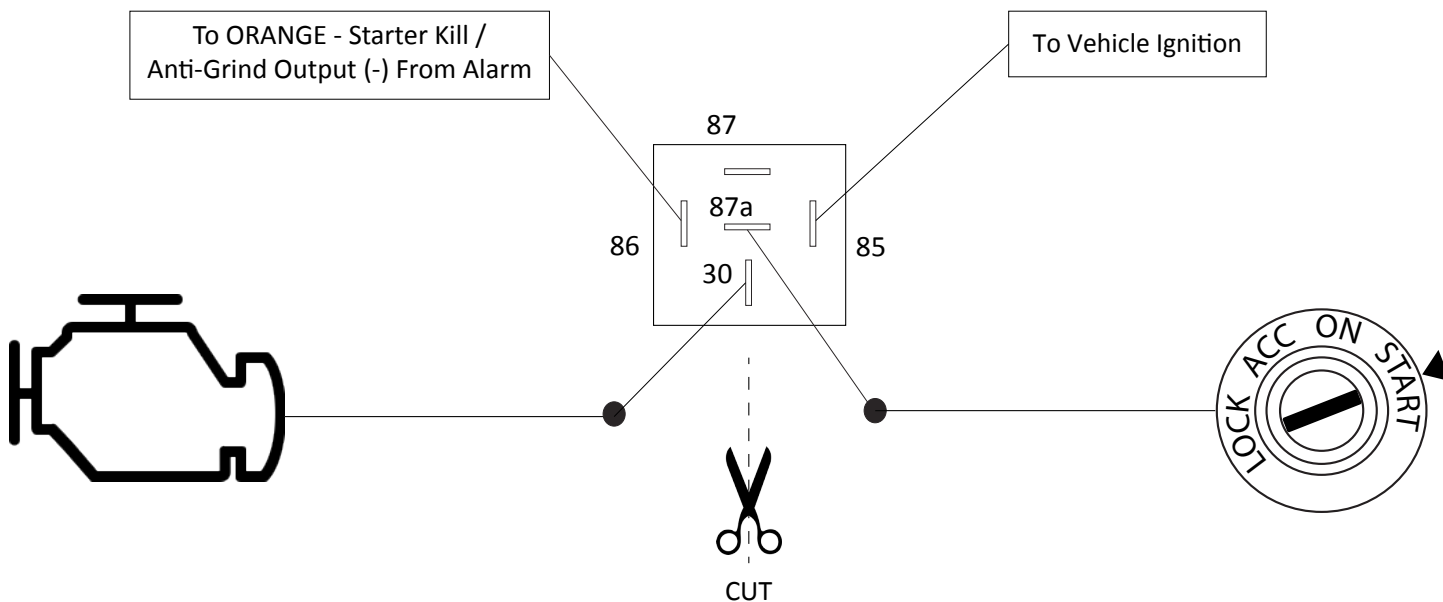 To ORANGE - Starter Kill /
Anti-Grind Output (-) From Alarm
To Vehicle Ignition
87
87a
86
85
30
LOCK ACC ON START
CUT